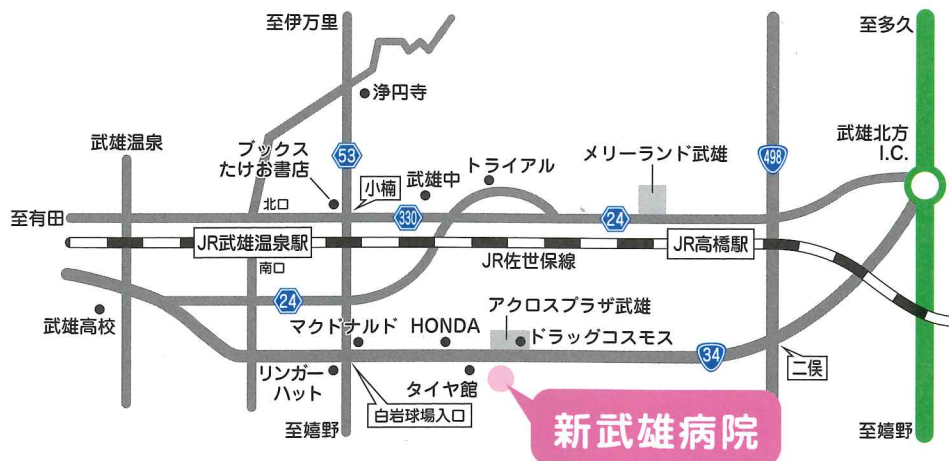 至伊万里
至多久
浄円寺
武雄温泉
ブックス
たけお書店
53
小楠
武雄中
トライアル
メリーランド武雄
498
武雄北方
I.C.
至有田
北口
330
24
JR武雄温泉駅
JR高橋駅
JR佐世保線
南口
24
武雄高校
マクドナルド
HONDA
アクロスプラザ武雄
ドラッグコスモス
34
二俣
リンガー
ハット
白岩球場入口
タイヤ館
新武雄病院
至嬉野
至嬉野